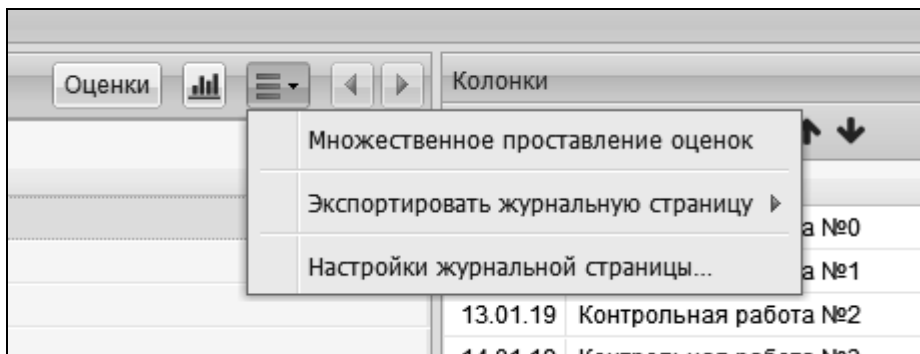 Оценки
Колонки
Множественное проставление оценок
Экспортировать журнальную страницу
а №0
Настройки журнальной страницы...
а №1
13.01.19 Контрольная работа №2